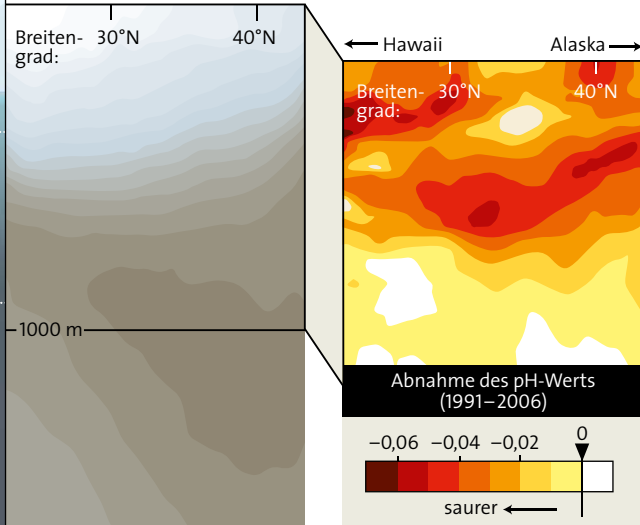 Breiten- 30°N 40°N
grad:
1000 m
Hawaii Alaska
Breiten- 30°N 40°N
grad:
Abnahme des pH-Werts
(1991–2006)
0
–0,06 –0,04 –0,02
saurer